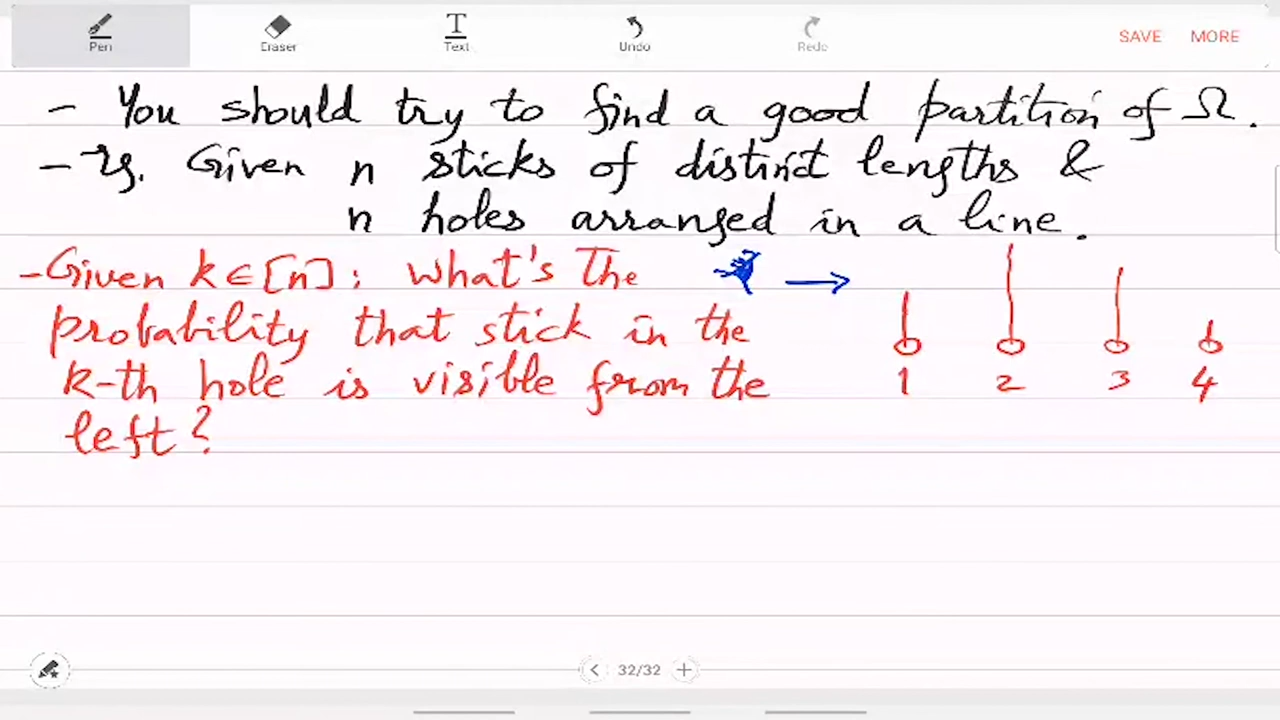 Pen Eraser Text Undo Redo SAVE MORE
- You should try to find a good partition of Ω.
- eg. Given n sticks of distinct lengths &
n holes arranged in a line.
- Given k∈[n]: what's the
probability that stick in the
k-th hole is visible from the
left?
1 2 3 4
32/32